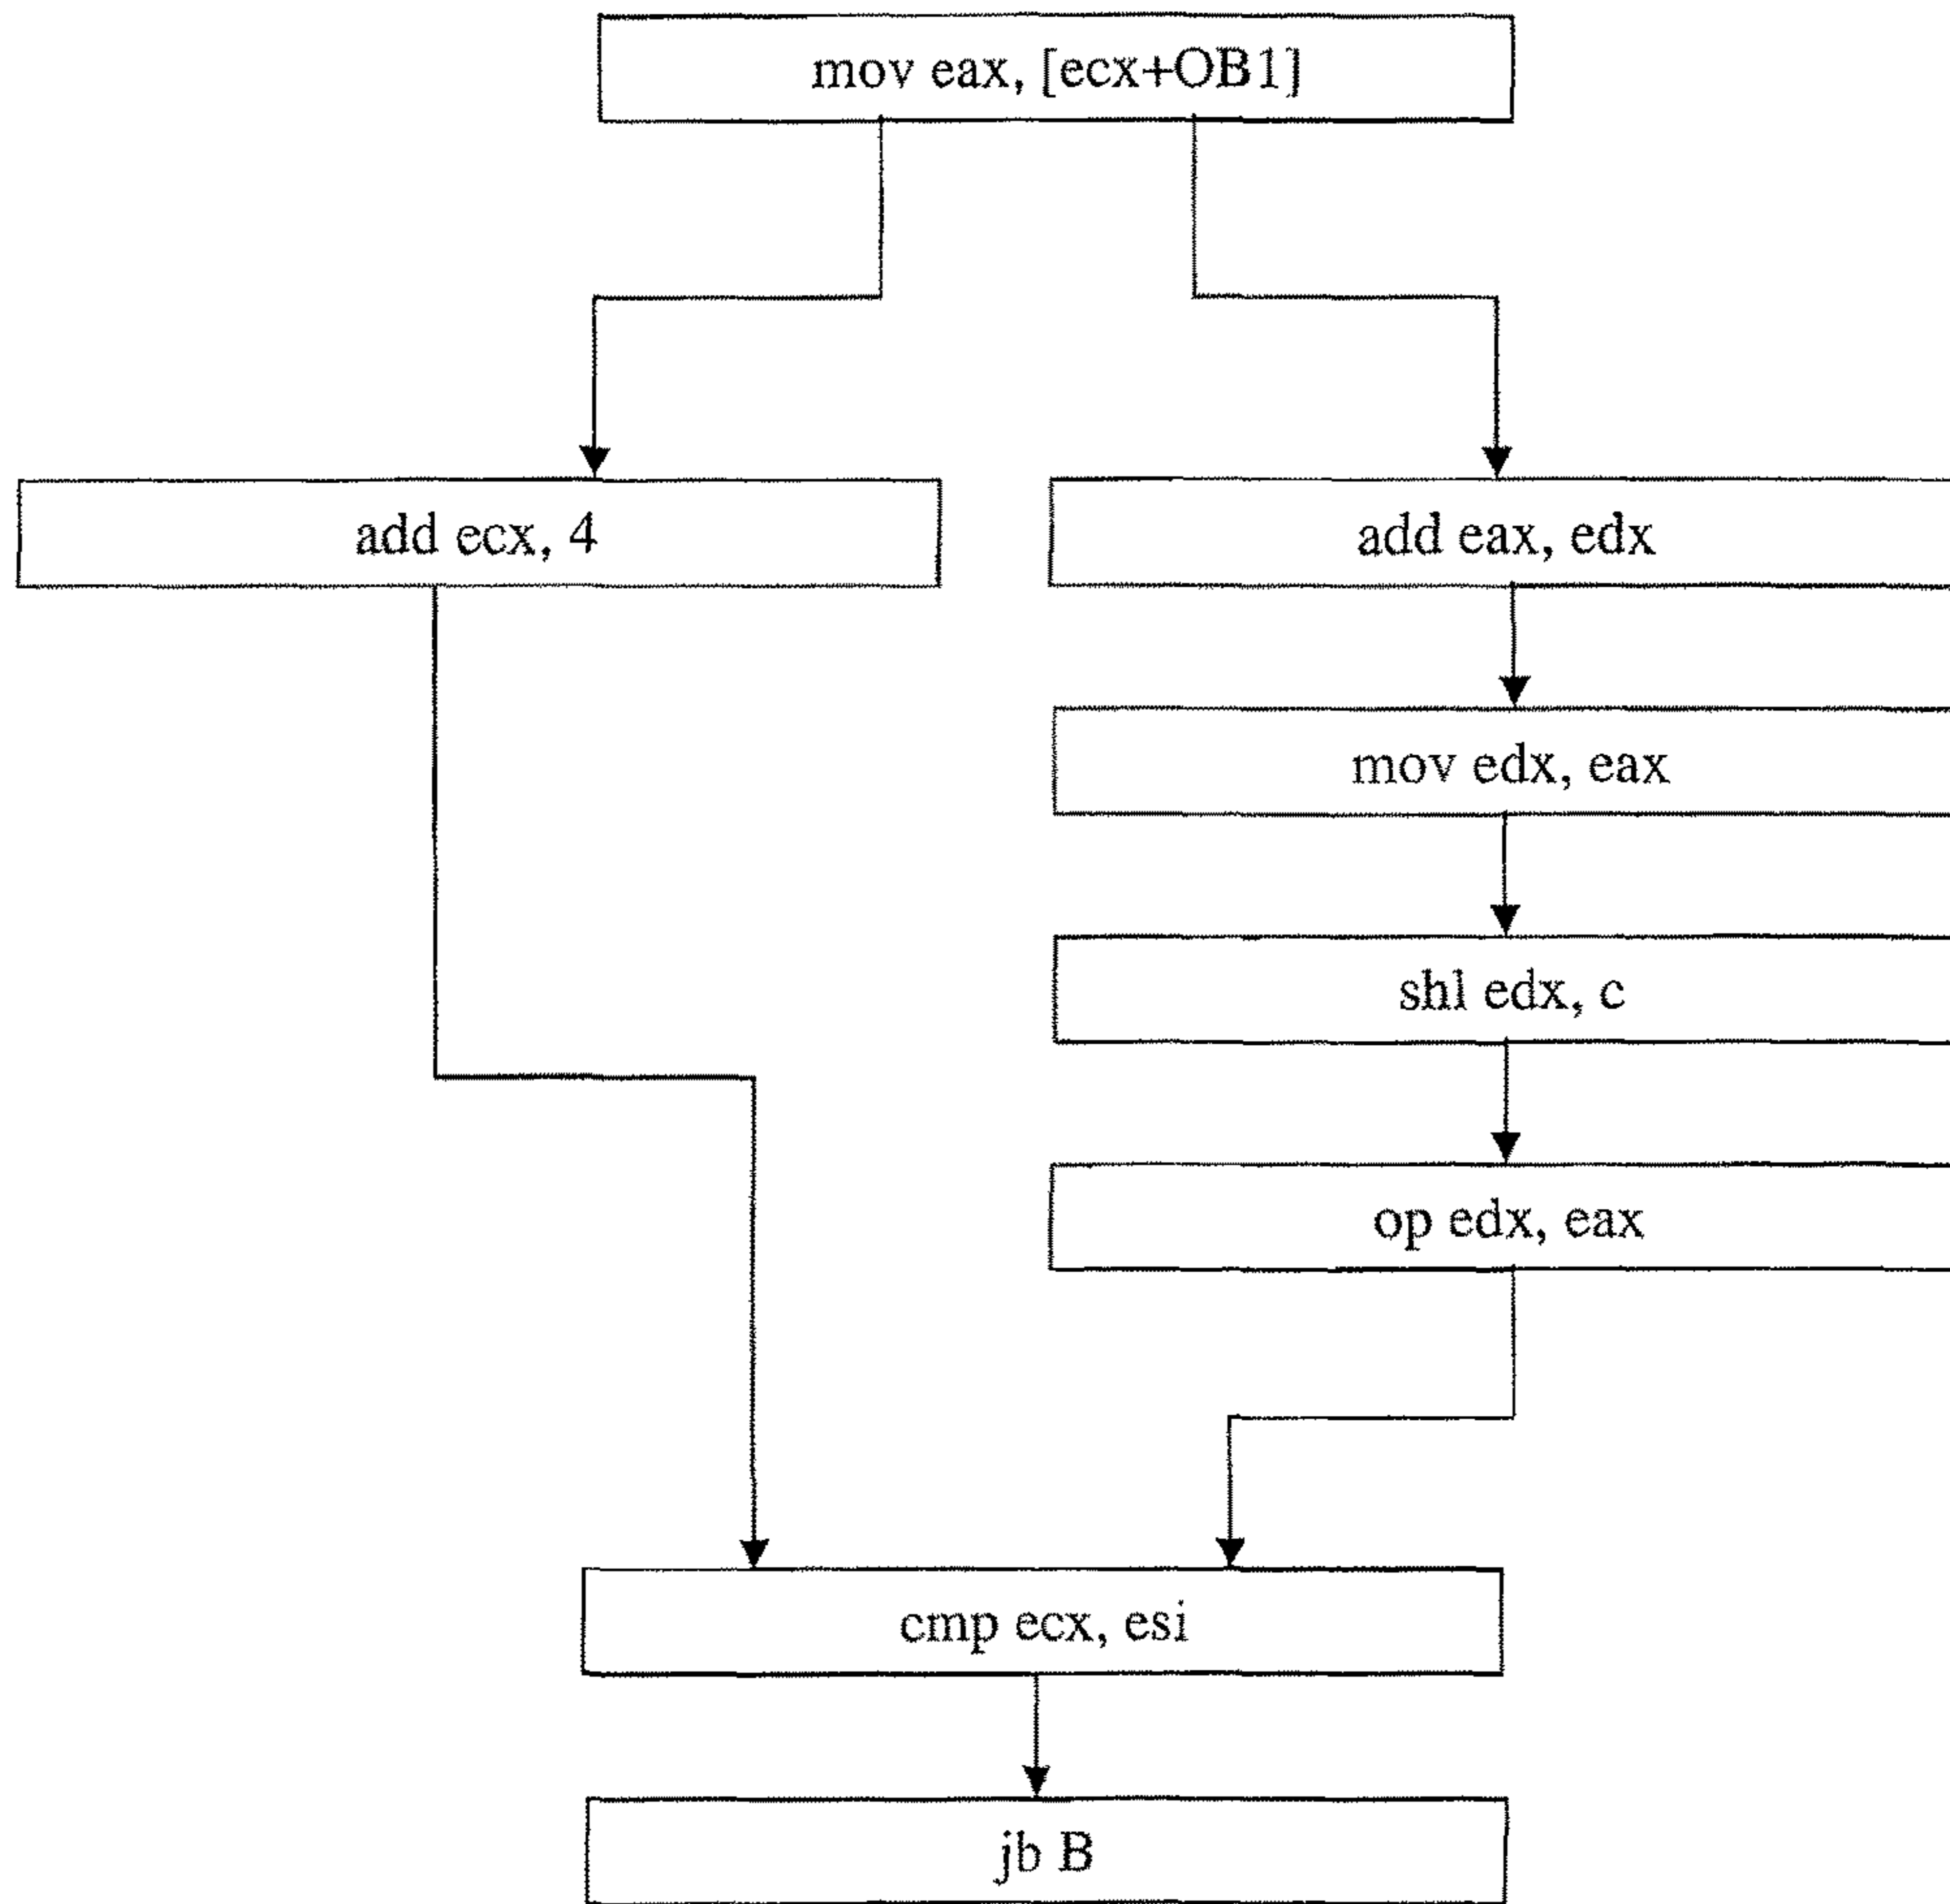 mov eax, [ecx+OB1]
add ecx, 4
add eax, edx
mov edx, eax
shl edx, c
op edx, eax
cmp ecx, esi
jb B